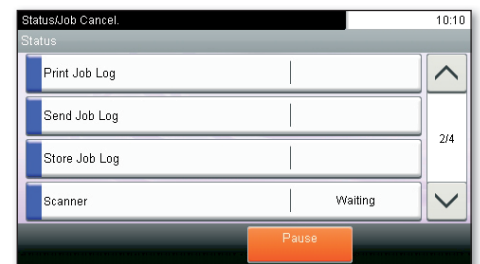 Status/Job Cancel. 10:10
Status
Print Job Log
Send Job Log
Store Job Log
2/4
Scanner Waiting
Pause